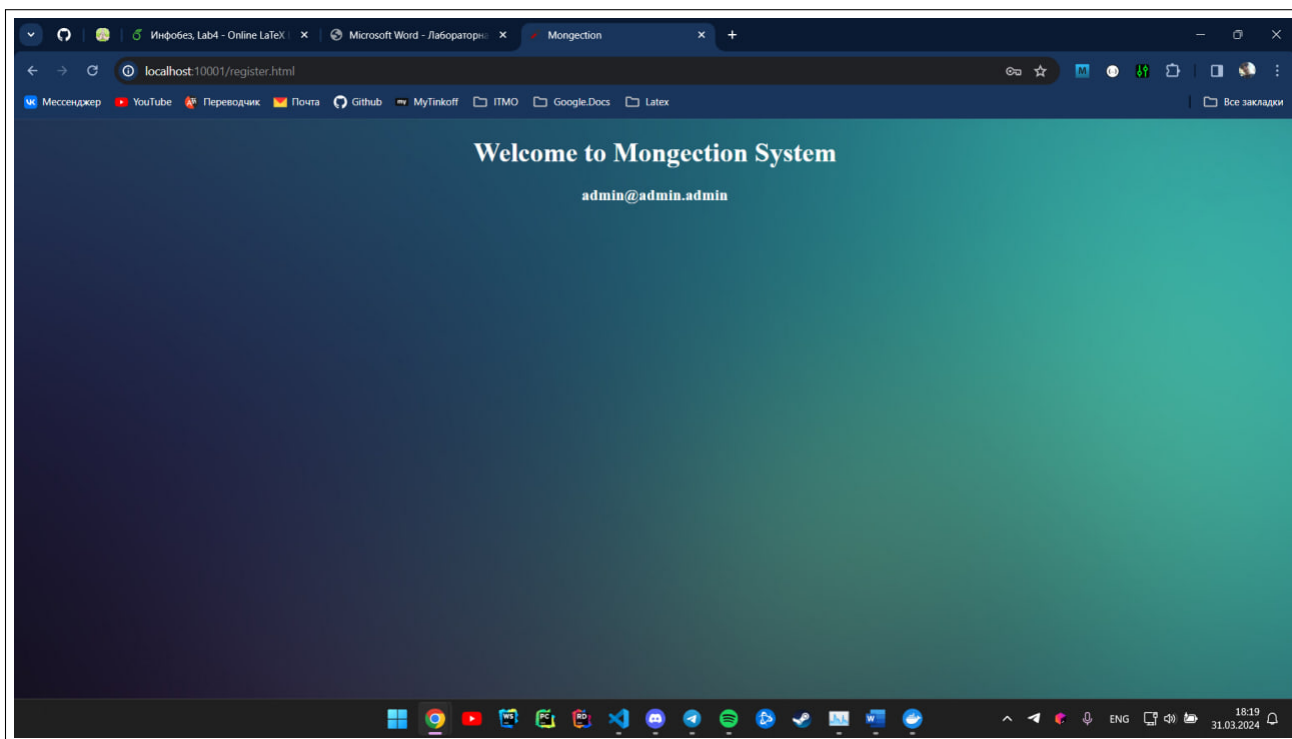 Инфобез, Lab4 - Online LaTeX
Microsoft Word - Лаборатор
Mongection
localhost:10001/register.html
Мессенджер
YouTube
Переводчик
Почта
Github
MyTinkoff
ITMO
Google.Docs
Latex
Все закладки
Welcome to Mongection System
admin@admin.admin
ENG
18:19
31.03.2024